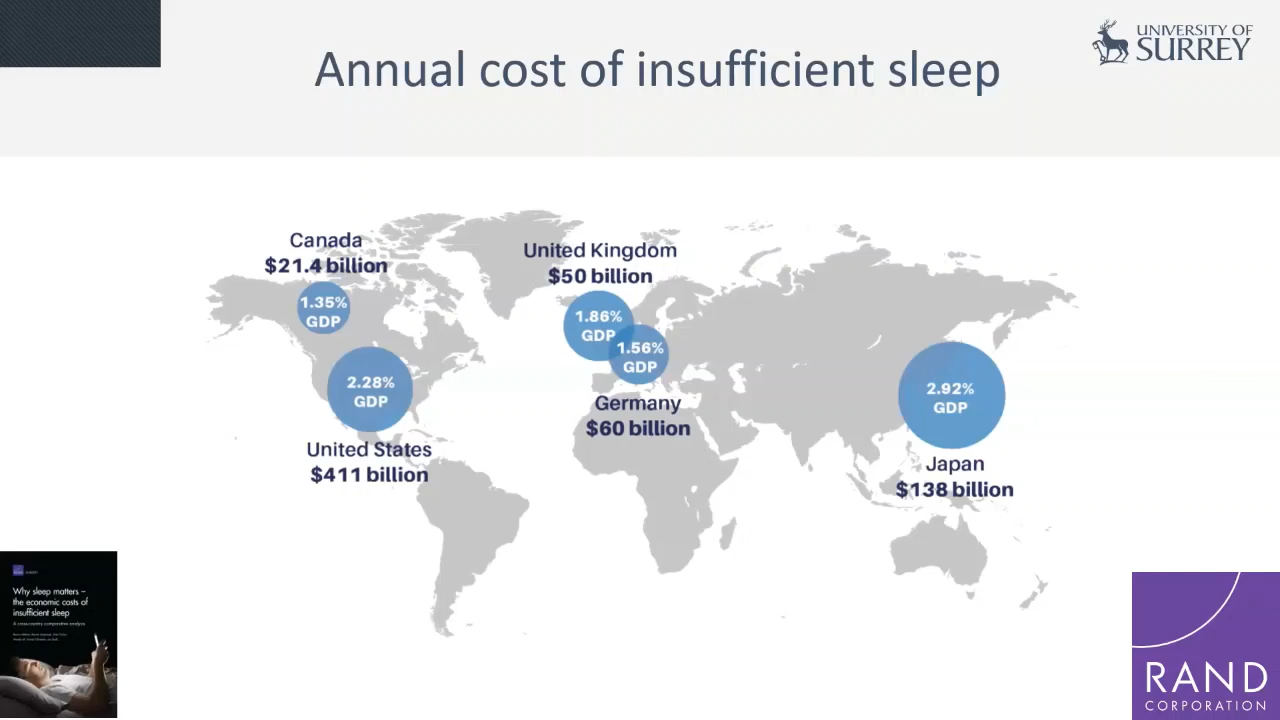 Annual cost of insufficient sleep
UNIVERSITY OF
SURREY
Canada
$21.4 billion
1.35%
GDP
United Kingdom
$50 billion
1.86%
GDP
1.56%
GDP
Germany
$60 billion
2.28%
GDP
United States
$411 billion
2.92%
GDP
Japan
$138 billion
Why sleep matters –
the economic costs of
insufficient sleep
A cross-country comparative analysis
RAND
CORPORATION